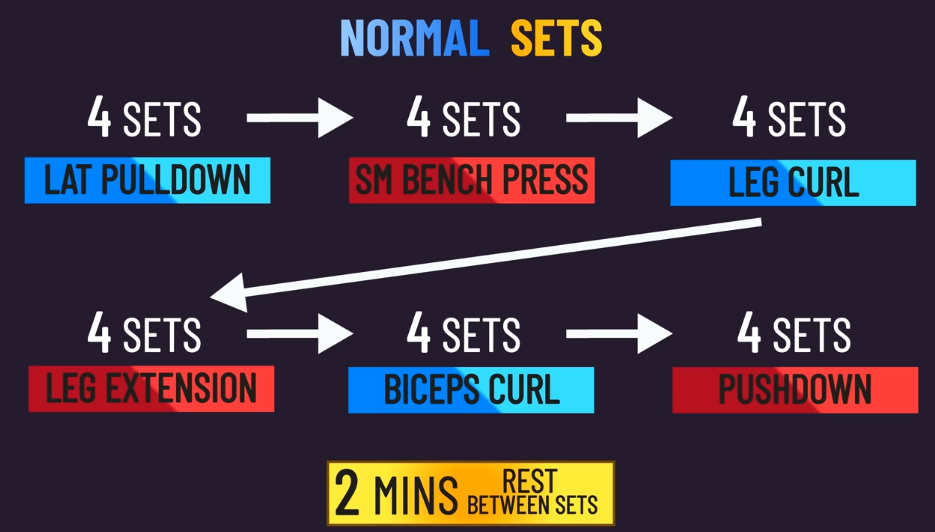 NORMAL SETS
4 SETS
4 SETS
4 SETS
LAT PULLDOWN
SM BENCH PRESS
LEG CURL
4 SETS
4 SETS
4 SETS
LEG EXTENSION
BICEPS CURL
PUSHDOWN
2 MINS REST
BETWEEN SETS